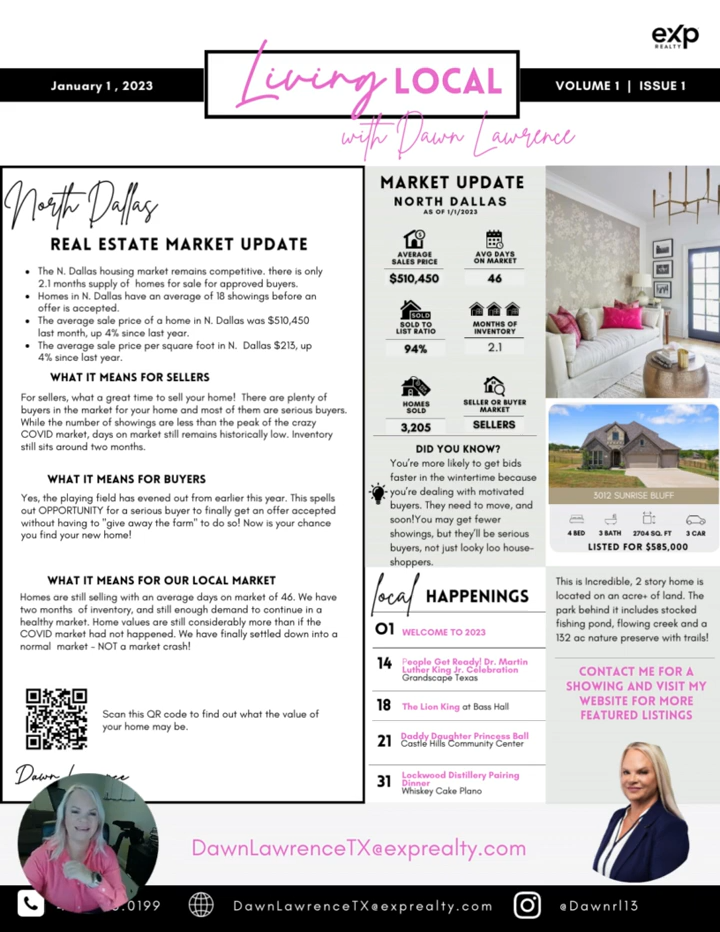 exp
REALTY
January 1 , 2023
Living LOCAL
VOLUME 1 | ISSUE 1
with Dawn Lawrence
North Dallas
REAL ESTATE MARKET UPDATE
• The N. Dallas housing market remains competitive. there is only
2.1 months supply of homes for sale for approved buyers.
• Homes in N. Dallas have an average of 18 showings before an
offer is accepted.
• The average sale price of a home in N. Dallas was $510,450
last month, up 4% since last year.
• The average sale price per square foot in N. Dallas $213, up
4% since last year.
WHAT IT MEANS FOR SELLERS
For sellers, what a great time to sell your home! There are plenty of
buyers in the market for your home and most of them are serious buyers.
While the number of showings are less than the peak of the crazy
COVID market, days on market still remains historically low. Inventory
still sits around two months.
WHAT IT MEANS FOR BUYERS
Yes, the playing field has evened out from earlier this year. This spells
out OPPORTUNITY for a serious buyer to finally get an offer accepted
without having to "give away the farm" to do so! Now is your chance
you find your new home!
WHAT IT MEANS FOR OUR LOCAL MARKET
Homes are still selling with an average days on market of 46. We have
two months of inventory, and still enough demand to continue in a
healthy market. Home values are still considerably more than if the
COVID market had not happened. We have finally settled down into a
normal market - NOT a market crash!
Scan this QR code to find out what the value of
your home may be.
Dawn Lawrence
MARKET UPDATE
NORTH DALLAS
AS OF 1/1/2023
AVERAGE
SALES PRICE
$510,450
AVG DAYS
ON MARKET
46
SOLD
SOLD TO
LIST RATIO
94%
MONTHS OF
INVENTORY
2.1
HOMES
SOLD
3,205
SELLER OR BUYER
MARKET
SELLERS
DID YOU KNOW?
You're more likely to get bids
faster in the wintertime because
you're dealing with motivated
buyers. They need to move, and
soon!You may get fewer
showings, but they'll be serious
buyers, not just looky loo house-
shoppers.
local HAPPENINGS
01 WELCOME TO 2023
14 People Get Ready! Dr. Martin
Luther King Jr. Celebration
Grandscape Texas
18 The Lion King at Bass Hall
21 Daddy Daughter Princess Ball
Castle Hills Community Center
31 Lockwood Distillery Pairing
Dinner
Whiskey Cake Plano
3012 SUNRISE BLUFF
4 BED 3 BATH 2704 SQ. FT 3 CAR
LISTED FOR $585,000
This is Incredible, 2 story home is
located on an acre+ of land. The
park behind it includes stocked
fishing pond, flowing creek and a
132 ac nature preserve with trails!
CONTACT ME FOR A
SHOWING AND VISIT MY
WEBSITE FOR MORE
FEATURED LISTINGS
DawnLawrenceTX@exprealty.com
.0199
DawnLawrenceTX@exprealty.com
@Dawnrl13